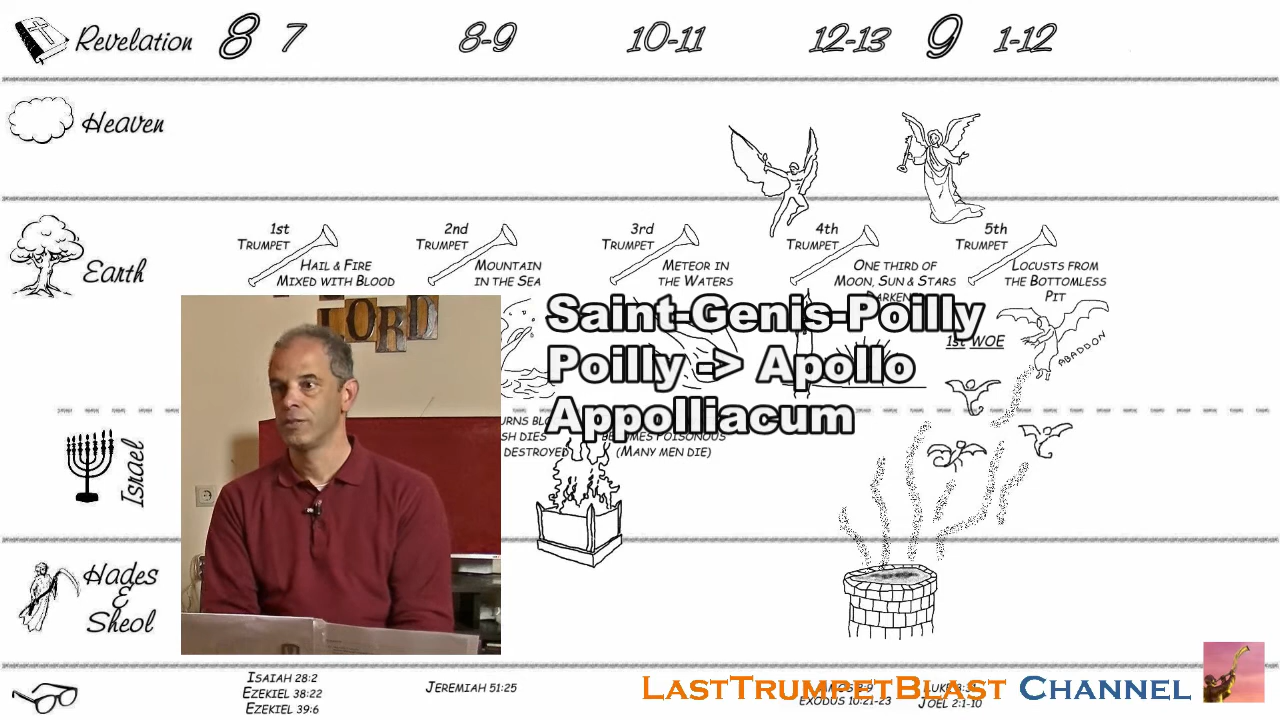 Revelation 8 7 8-9 10-11 12-13 9 1-12
Heaven
Earth
1st
TRUMPET
HAIL & FIRE
MIXED WITH BLOOD
2nd
TRUMPET
MOUNTAIN
IN THE SEA
3rd
TRUMPET
METEOR IN
THE WATERS
4th
TRUMPET
ONE THIRD OF
MOON, SUN & STARS
5th
TRUMPET
LOCUSTS FROM
THE BOTTOMLESS
PIT
1st WOE
ABADDON
LORD
Saint-Genis-Poilly
Poilly -> Apollo
Appolliacum
DIES
DESTROYED
POISONOUS
(MANY MEN DIE)
Israel
Hades
&
Sheol
ISAIAH 28:2
EZEKIEL 38:22
EZEKIEL 39:6
JEREMIAH 51:25
EXODUS 10:21-23
JOEL 2:1-10
LASTTRUMPETBLAST CHANNEL